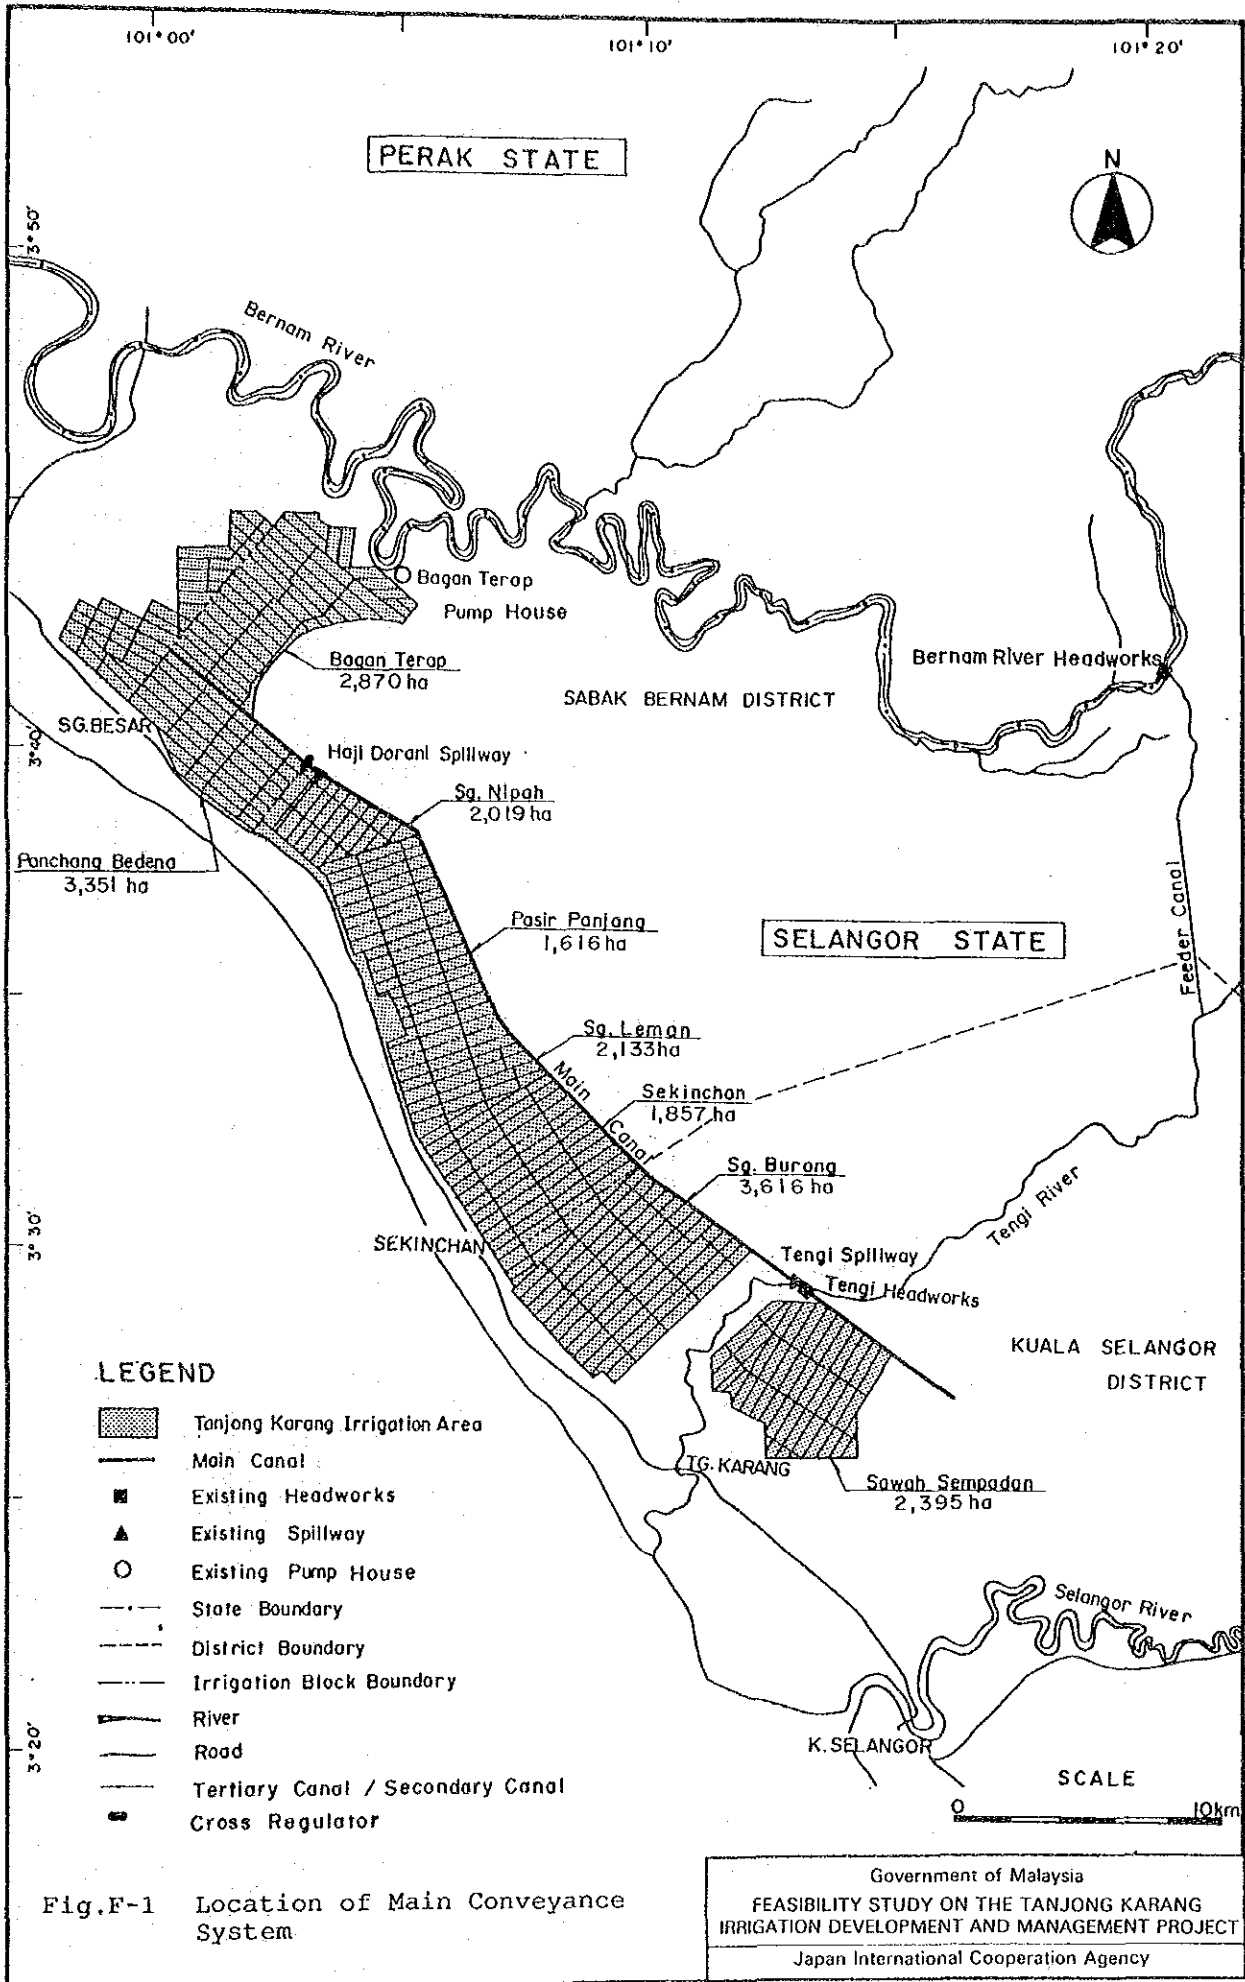 101°00'
101°10'
101°20'
PERAK STATE
N
3°50'
Bernam River
Bagan Terap
Pump House
Bagan Terap
2,870 ha
SABAK BERNAM DISTRICT
Bernam River Headworks
SG. BESAR
3°40'
Haji Dorani Spillway
Sg. Nipah
2,019 ha
Panchang Bedena
3,351 ha
Pasir Panjang
1,616 ha
SELANGOR STATE
Feeder Canal
Sg. Leman
2,133 ha
Main Canal
Sekinchan
1,857 ha
Sg. Burong
3,616 ha
Tengi River
3°30'
SEKINCHAN
Tengi Spillway
Tengi Headworks
KUALA SELANGOR
DISTRICT
TG. KARANG
Sawah Sempadan
2,395 ha
LEGEND
Tanjong Karang Irrigation Area
Main Canal
Existing Headworks
Existing Spillway
Existing Pump House
State Boundary
District Boundary
Irrigation Block Boundary
River
Road
Tertiary Canal / Secondary Canal
Cross Regulator
Selangor River
3°20'
K. SELANGOR
SCALE
0 10km
Fig.F-1 Location of Main Conveyance
System
Government of Malaysia
FEASIBILITY STUDY ON THE TANJONG KARANG
IRRIGATION DEVELOPMENT AND MANAGEMENT PROJECT
Japan International Cooperation Agency